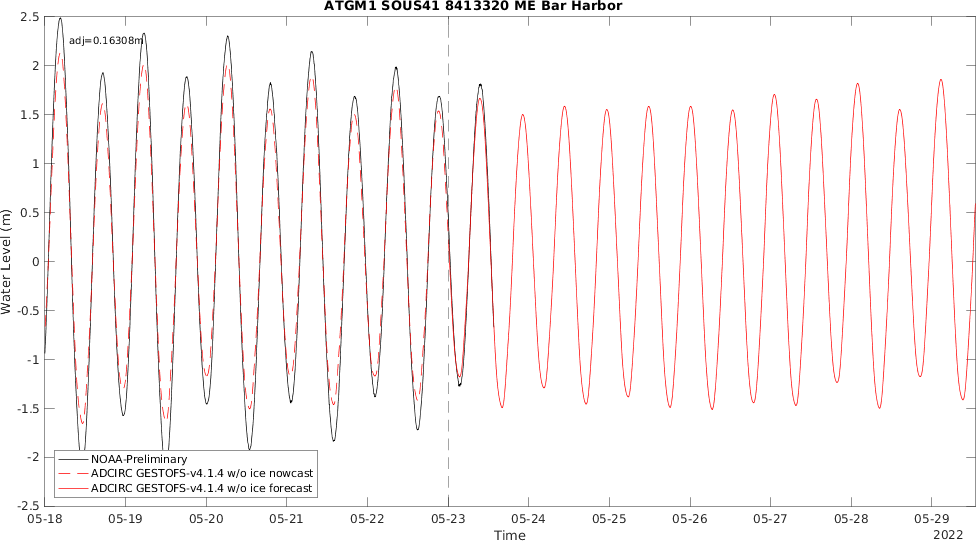 ATGM1 SOUS41 8413320 ME Bar Harbor
adj=0.16308m
2.5
2
1.5
1
0.5
0
-0.5
-1
-1.5
-2
-2.5
Water Level (m)
NOAA-Preliminary
ADCIRC GESTOFS-v4.1.4 w/o ice nowcast
ADCIRC GESTOFS-v4.1.4 w/o ice forecast
05-18 05-19 05-20 05-21 05-22 05-23 05-24 05-25 05-26 05-27 05-28 05-29
Time
2022